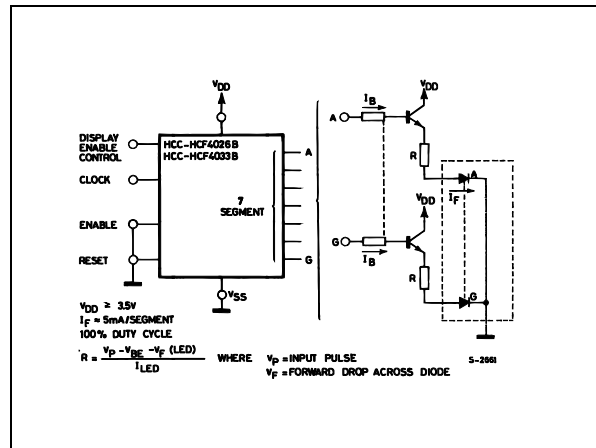 VDD
DISPLAY
ENABLE
CONTROL
CLOCK
ENABLE
RESET
HCC-HCF4026B
HCC-HCF4033B
7
SEGMENT
A
G
VSS
VDD
IB
A
R
A
IF
VDD
G
IB
R
G
VDD ≥ 3.5V
IF ≈ 5mA/SEGMENT
100% DUTY CYCLE
R = VP -VBE -VF (LED)
ILED
WHERE VP =INPUT PULSE
VF =FORWARD DROP ACROSS DIODE
S-2661